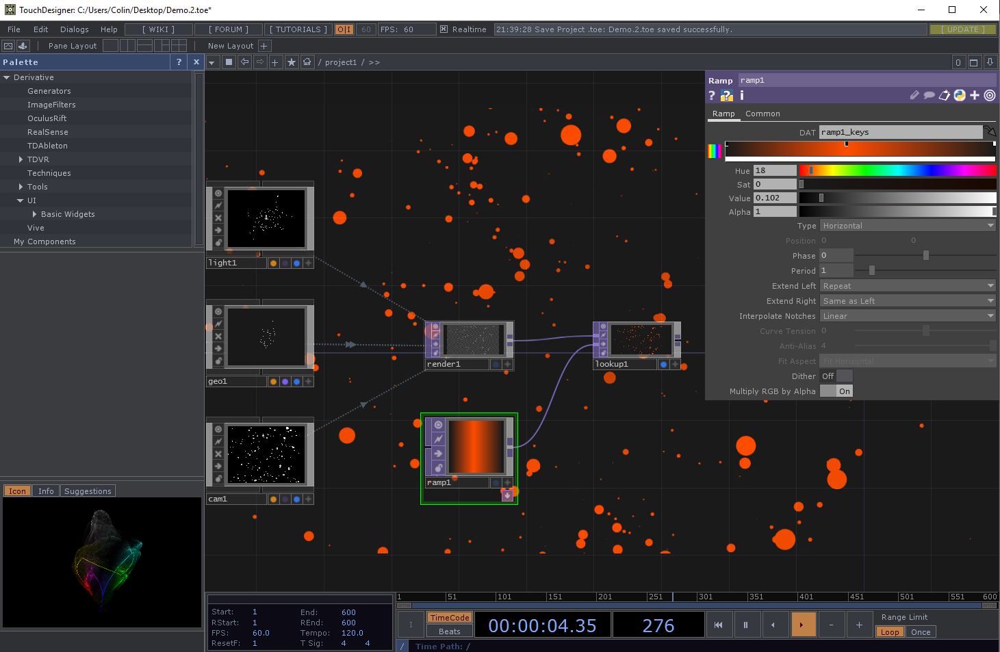 TouchDesigner: C:/Users/Colin/Desktop/Demo.2.toe*
File Edit Dialogs Help [ WIKI ] [ FORUM ] [ TUTORIALS ] O|I 60 FPS: 60 Realtime 21:39:28 Save Project .toe: Demo.2.toe saved successfully. [ UPDATE ]
Pane Layout New Layout +
Palette ? x
/ project1 / >> 0
Derivative
Generators
ImageFilters
OculusRift
RealSense
TDAbleton
TDVR
Techniques
Tools
UI
Basic Widgets
Vive
My Components
Icon Info Suggestions
light1
geo1
cam1
render1
lookup1
ramp1
Ramp ramp1
? ? i
Ramp Common
DAT ramp1_keys
Hue 18
Sat 0
Value 0.102
Alpha 1
Type Horizontal
Position 0 0
Phase 0
Period 1
Extend Left Repeat
Extend Right Same as Left
Interpolate Notches Linear
Curve Tension 0
Anti-Alias 4
Fit Aspect Fit Horizontal
Dither Off
Multiply RGB by Alpha On
Start: 1 End: 600
RStart: 1 REnd: 600
FPS: 60.0 Tempo: 120.0
ResetF: 1 T Sig: 4 4
1 51 101 151 201 251 301 351 401 451 501 551 600
I TimeCode Beats 00:00:04.35 276 - + Range Limit
Loop Once
/ Time Path: /